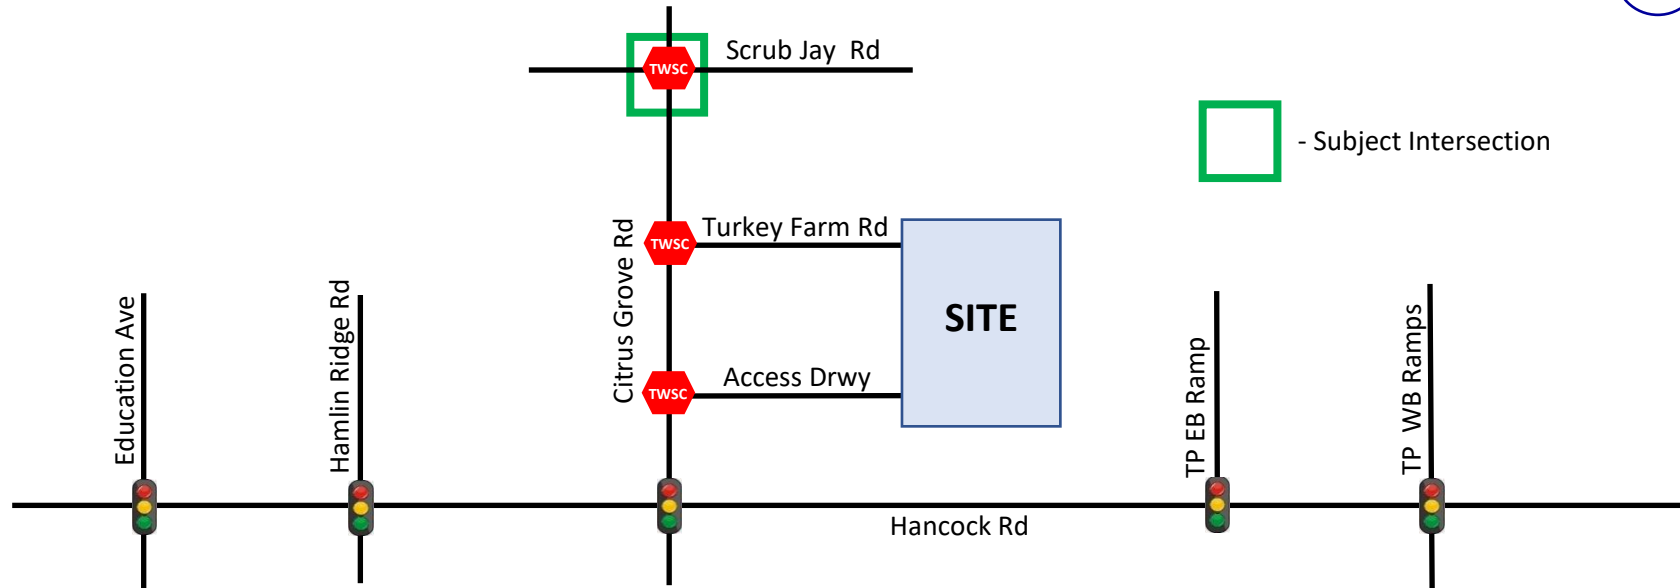 Scrub Jay Rd
TWSC
- Subject Intersection
Turkey Farm Rd
TWSC
Citrus Grove Rd
SITE
Access Drwy
TWSC
Education Ave
Hamlin Ridge Rd
TP EB Ramp
TP WB Ramps
Hancock Rd